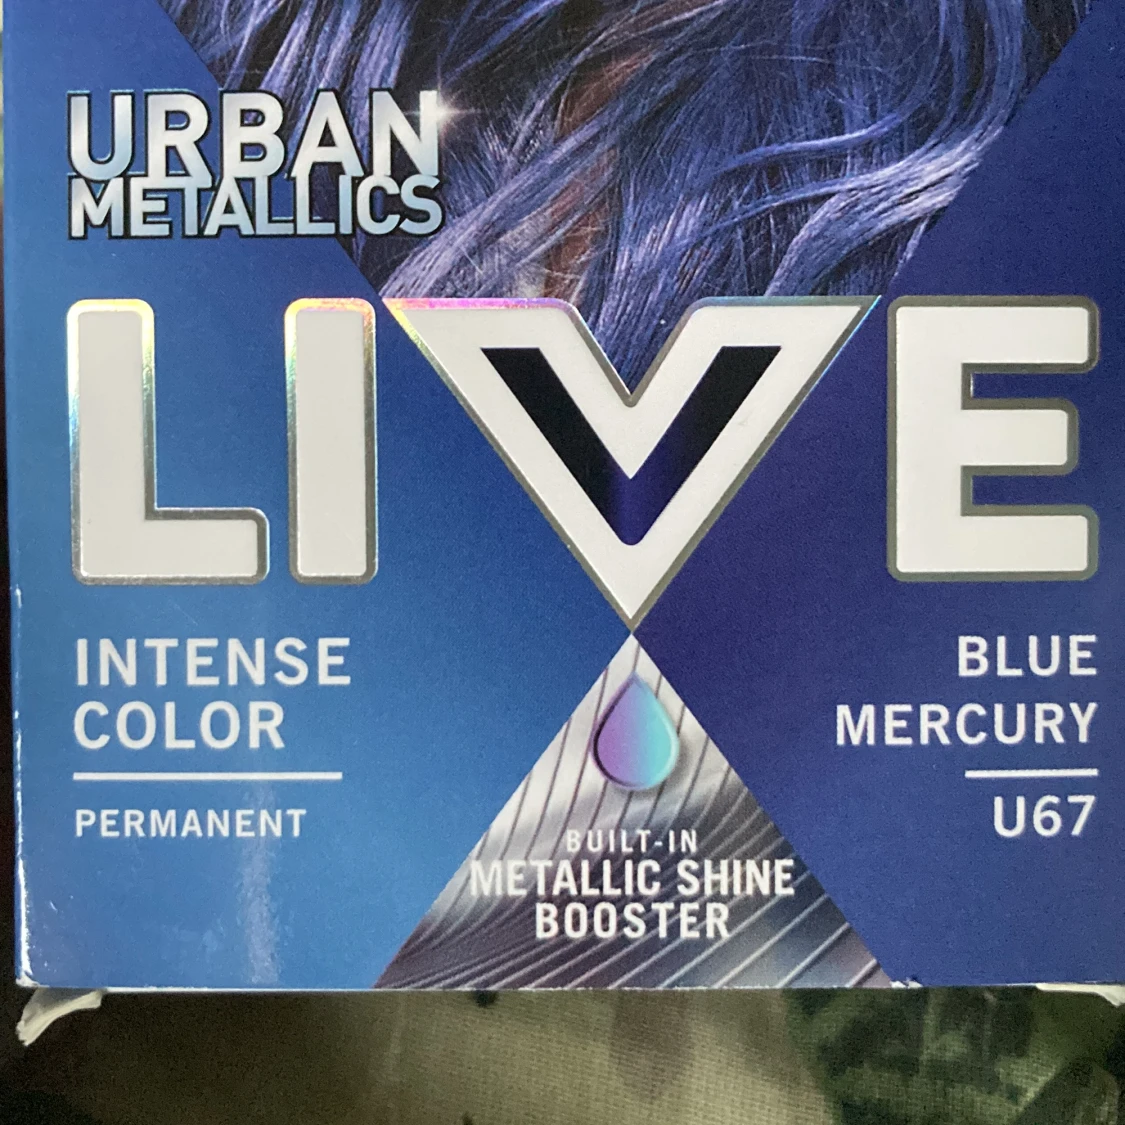 URBAN
METALLICS
LIVE
INTENSE
COLOR
PERMANENT
BLUE
MERCURY
U67
BUILT-IN
METALLIC SHINE
BOOSTER